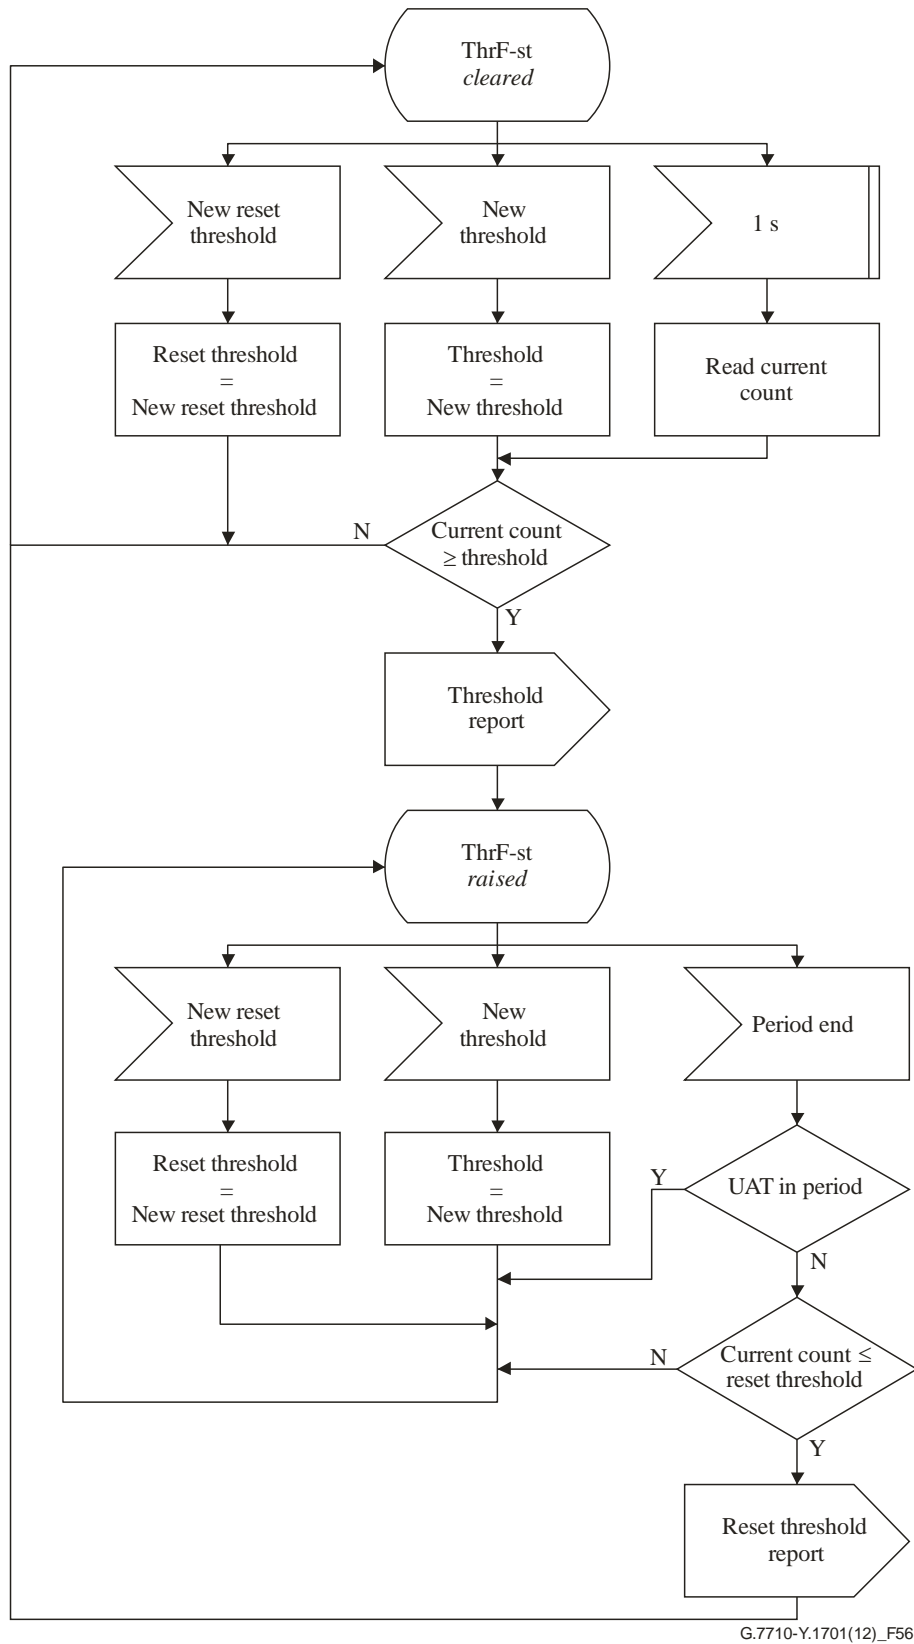 ThrF-st
cleared
New reset
threshold
New
threshold
1 s
Reset threshold
=
New reset threshold
Threshold
=
New threshold
Read current
count
N
Current count
≥ threshold
Y
Threshold
report
ThrF-st
raised
New reset
threshold
New
threshold
Period end
Reset threshold
=
New reset threshold
Threshold
=
New threshold
Y
UAT in period
N
N
Current count ≤
reset threshold
Y
Reset threshold
report
G.7710-Y.1701(12)_F56